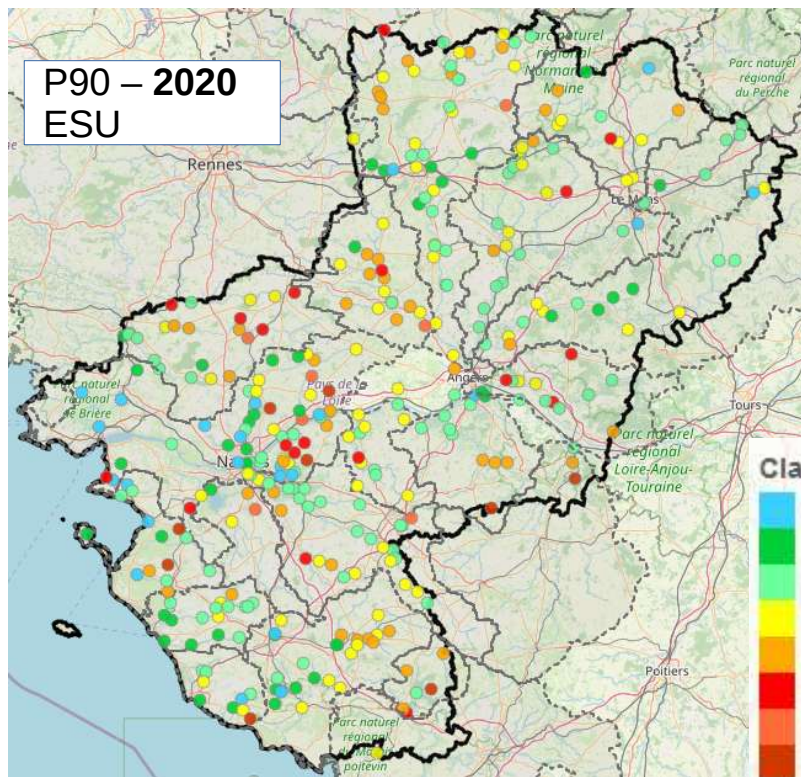 P90 – 2020
ESU
Parc naturel
régional
Normandie
Maine
Parc naturel
régional
du Perche
Rennes
Le Mans
Parc naturel
régional
de Brière
Pays de la
Loire
Angers
Tours
Nantes
Parc naturel
régional
Loire-Anjou-
Touraine
Cla
Poitiers
Parc naturel
régional
poitevin